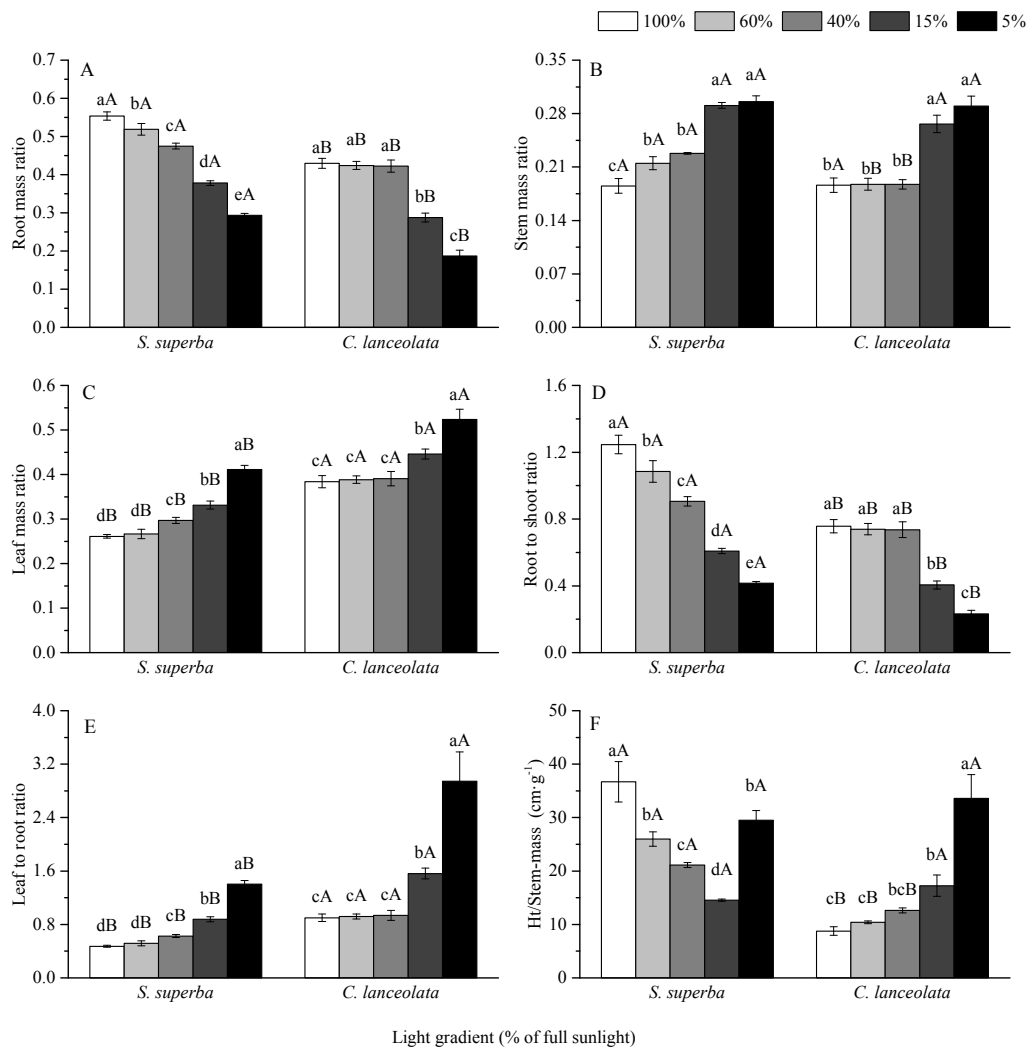 100% 60% 40% 15% 5%
A
Root mass ratio
0.7
0.6
0.5
0.4
0.3
0.2
0.1
0.0
aA bA cA dA eA
aB aB aB bB cB
S. superba C. lanceolata
B
Stem mass ratio
0.35
0.28
0.21
0.14
0.07
0.00
cA bA bA aA aA
bA bB bB aA aA
S. superba C. lanceolata
C
Leaf mass ratio
0.6
0.5
0.4
0.3
0.2
0.1
0.0
dB dB cB bB aB
cA cA cA bA aA
S. superba C. lanceolata
D
Root to shoot ratio
1.6
1.2
0.8
0.4
0.0
aA bA cA dA eA
aB aB aB bB cB
S. superba C. lanceolata
E
Leaf to root ratio
4.0
3.2
2.4
1.6
0.8
0.0
dB dB cB bB aB
cA cA cA bA aA
S. superba C. lanceolata
F
Ht/Stem-mass (cm·g⁻¹)
50
40
30
20
10
0
aA bA cA dA bA
cB cB bcB bA aA
S. superba C. lanceolata
Light gradient (% of full sunlight)